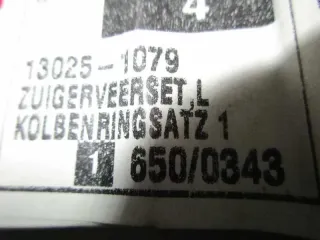 4
13025-1079
ZUIGERVEERSET,L
KOLBENRINGSATZ 1
1 650/0343